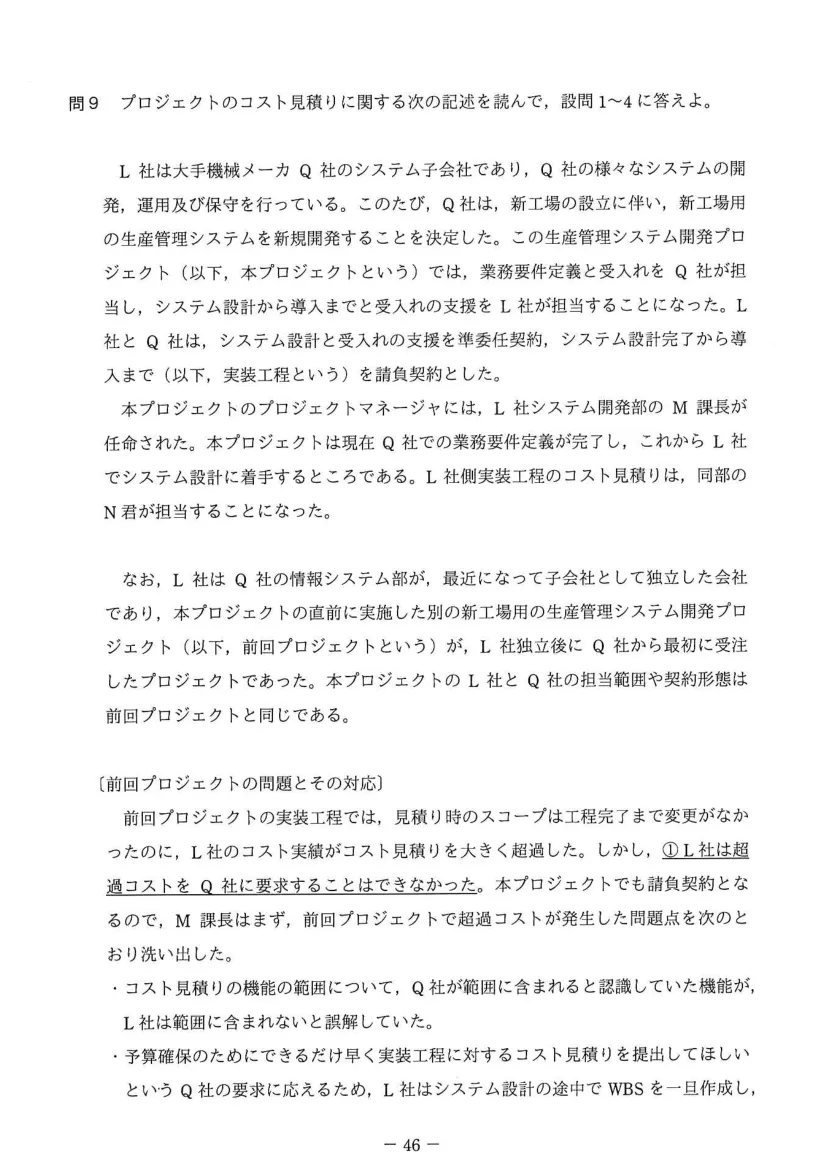 問9 プロジェクトのコスト見積りに関する次の記述を読んで，設問1～4に答えよ。
L 社は大手機械メーカ Q 社のシステム子会社であり，Q 社の様々なシステムの開
発，運用及び保守を行っている。このたび，Q社は，新工場の設立に伴い，新工場用
の生産管理システムを新規開発することを決定した。この生産管理システム開発プロ
ジェクト（以下，本プロジェクトという）では，業務要件定義と受入れを Q 社が担
当し，システム設計から導入までと受入れの支援を L 社が担当することになった。L
社と Q 社は，システム設計と受入れの支援を準委任契約，システム設計完了から導
入まで（以下，実装工程という）を請負契約とした。
本プロジェクトのプロジェクトマネージャには，L 社システム開発部の M 課長が
任命された。本プロジェクトは現在 Q 社での業務要件定義が完了し，これから L 社
でシステム設計に着手するところである。L 社側実装工程のコスト見積りは，同部の
N 君が担当することになった。
なお，L 社は Q 社の情報システム部が，最近になって子会社として独立した会社
であり，本プロジェクトの直前に実施した別の新工場用の生産管理システム開発プロ
ジェクト（以下，前回プロジェクトという）が，L 社独立後に Q 社から最初に受注
したプロジェクトであった。本プロジェクトの L 社と Q 社の担当範囲や契約形態は
前回プロジェクトと同じである。
〔前回プロジェクトの問題とその対応〕
前回プロジェクトの実装工程では，見積り時のスコープは工程完了まで変更がなか
ったのに，L 社のコスト実績がコスト見積りを大きく超過した。しかし，①L 社は超
過コストを Q 社に要求することはできなかった。本プロジェクトでも請負契約とな
るので，M 課長はまず，前回プロジェクトで超過コストが発生した問題点を次のと
おり洗い出した。
・コスト見積りの機能の範囲について，Q社が範囲に含まれると認識していた機能が，
L 社は範囲に含まれないと誤解していた。
・予算確保のためにできるだけ早く実装工程に対するコスト見積りを提出してほしい
という Q 社の要求に応えるため，L 社はシステム設計の途中で WBS を一旦作成し，
－ 46 －